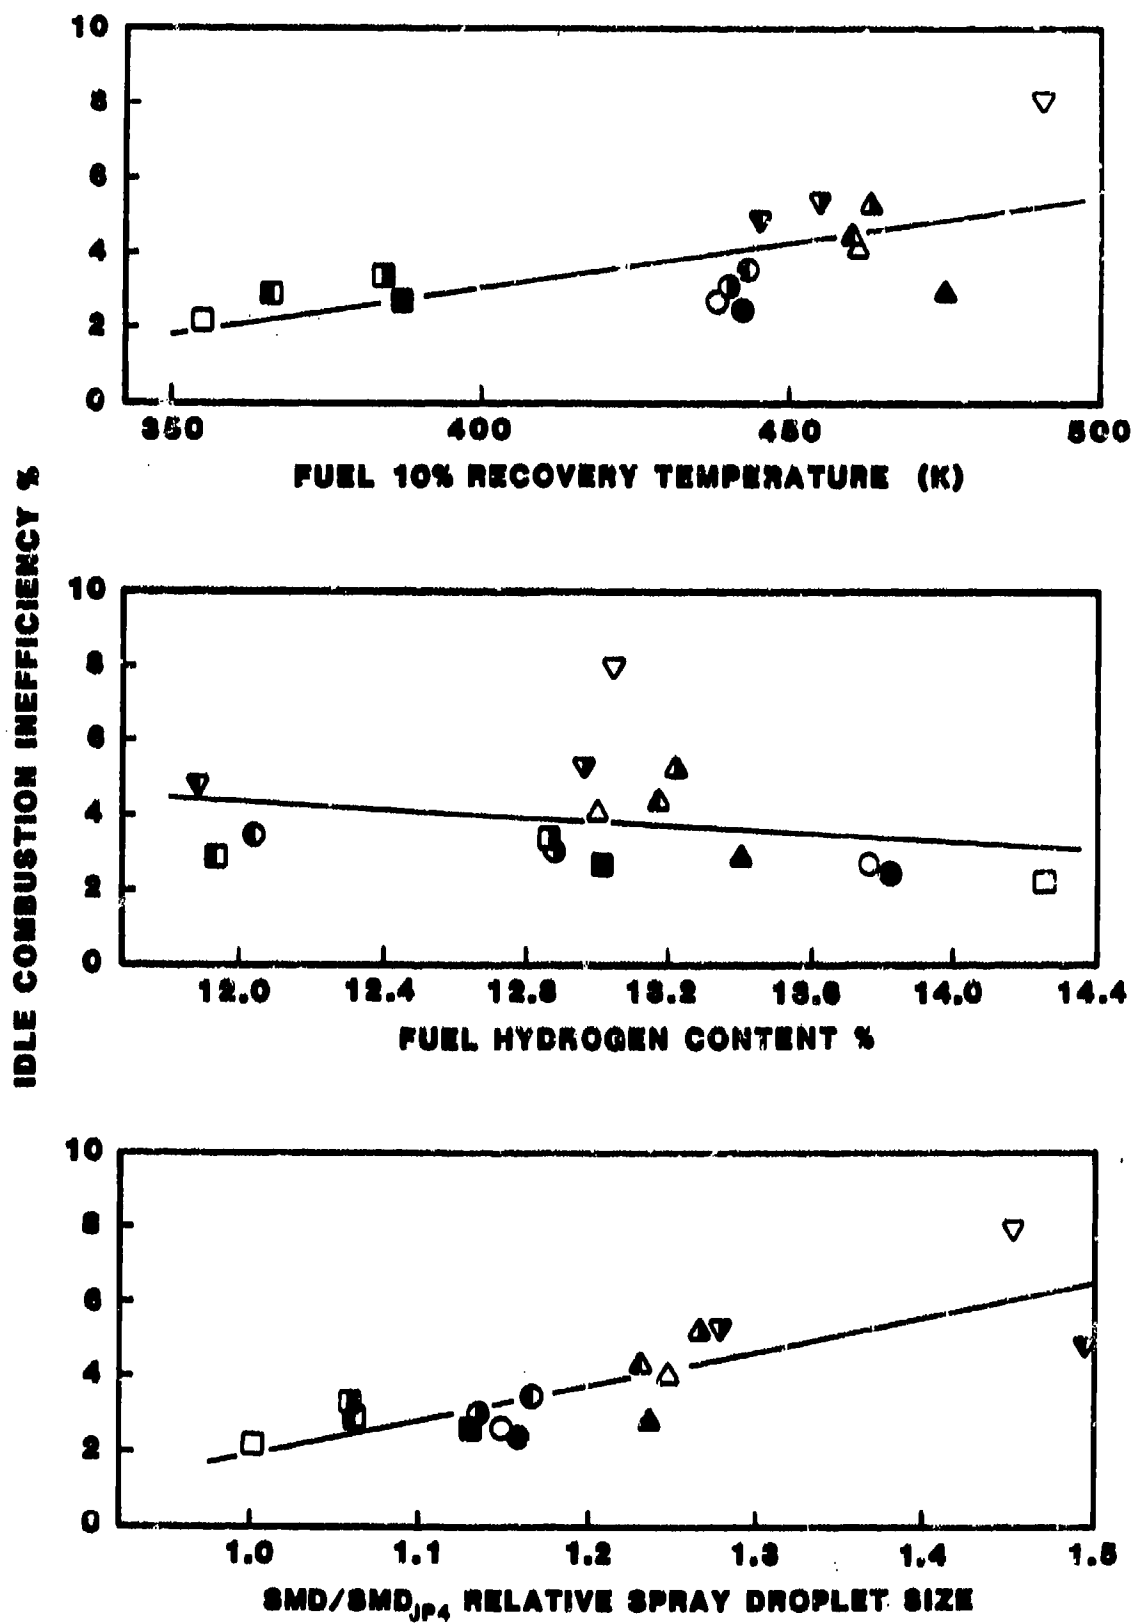 IDLE COMBUSTION INEFFICIENCY %
10
8
6
4
2
0
350 400 450 500
FUEL 10% RECOVERY TEMPERATURE (K)
10
8
6
4
2
0
12.0 12.4 12.8 13.2 13.6 14.0 14.4
FUEL HYDROGEN CONTENT %
10
8
6
4
2
0
1.0 1.1 1.2 1.3 1.4 1.5
SMD/SMD_JP4 RELATIVE SPRAY DROPLET SIZE